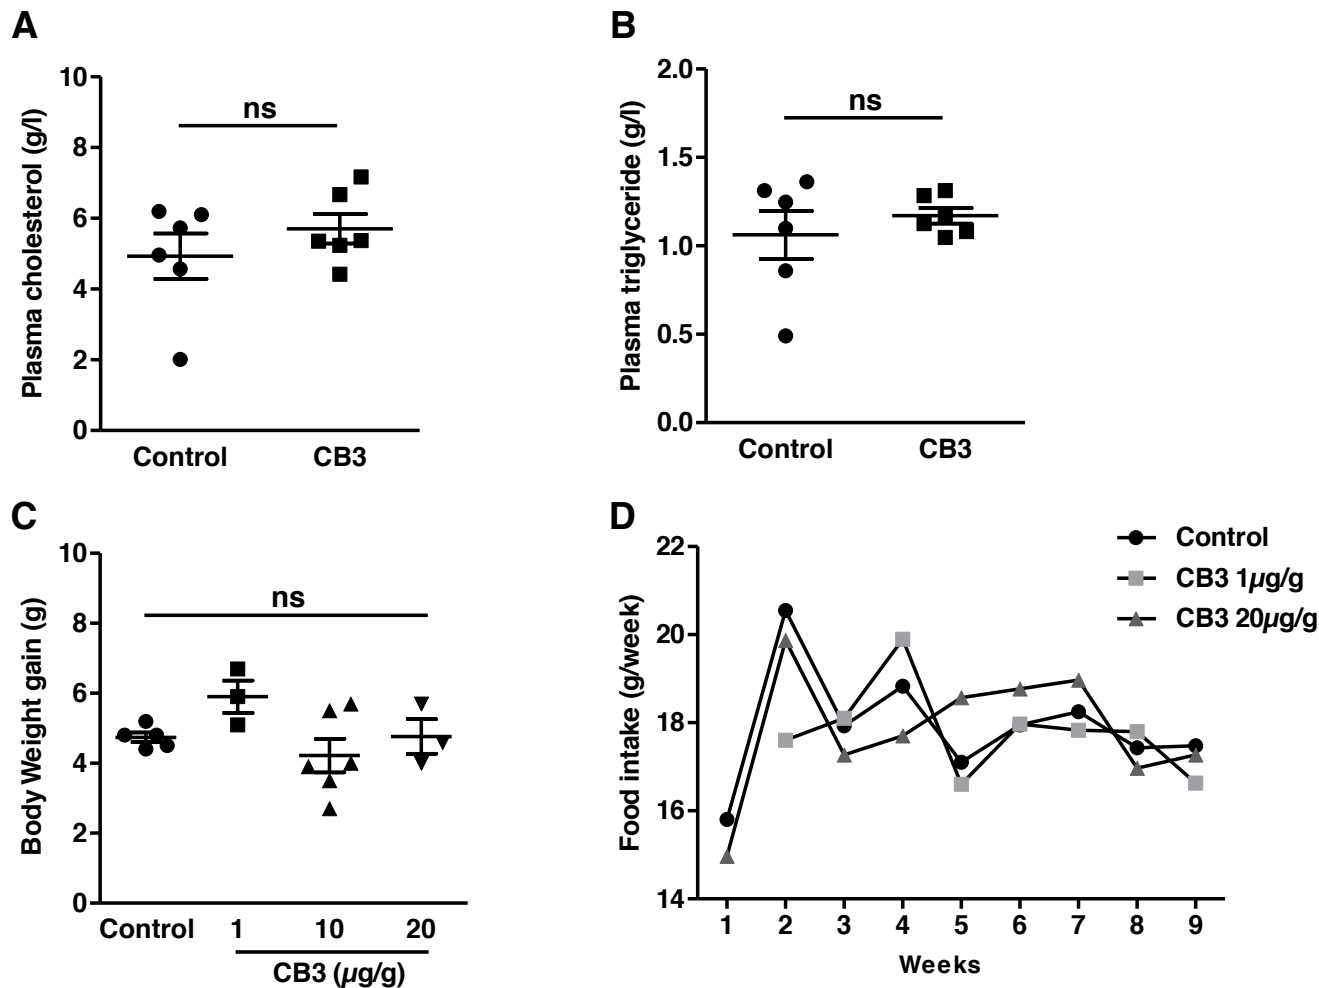 A
Plasma cholesterol (g/l)
10
8
6
4
2
0
ns
Control CB3
B
Plasma triglyceride (g/l)
2.0
1.5
1.0
0.5
0.0
ns
Control CB3
C
Body Weight gain (g)
10
8
6
4
2
0
ns
Control 1 10 20
CB3 (µg/g)
D
Food intake (g/week)
22
20
18
16
14
1 2 3 4 5 6 7 8 9
Weeks
Control
CB3 1µg/g
CB3 20µg/g